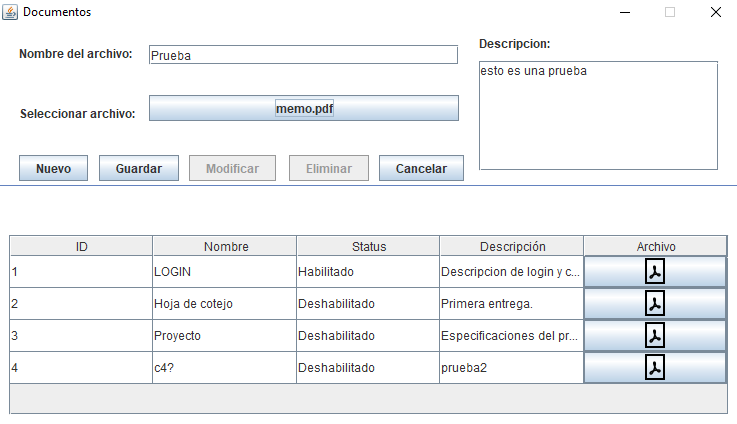 Documentos
Nombre del archivo: Prueba
Descripcion:
esto es una prueba
Seleccionar archivo: memo.pdf
Nuevo Guardar Modificar Eliminar Cancelar
ID Nombre Status Descripción Archivo
1 LOGIN Habilitado Descripcion de login y c...
2 Hoja de cotejo Deshabilitado Primera entrega.
3 Proyecto Deshabilitado Especificaciones del pr...
4 c4? Deshabilitado prueba2